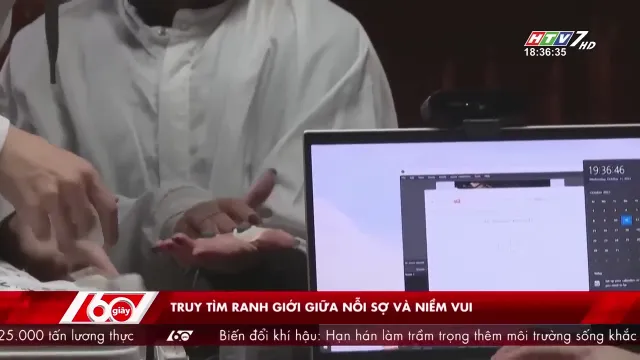 HTV7 HD
18:36:35
19:36:46
60 giây
TRUY TÌM RANH GIỚI GIỮA NỖI SỢ VÀ NIỀM VUI
25.000 tấn lương thực 60 Biến đổi khí hậu: Hạn hán làm trầm trọng thêm môi trường sống khắc